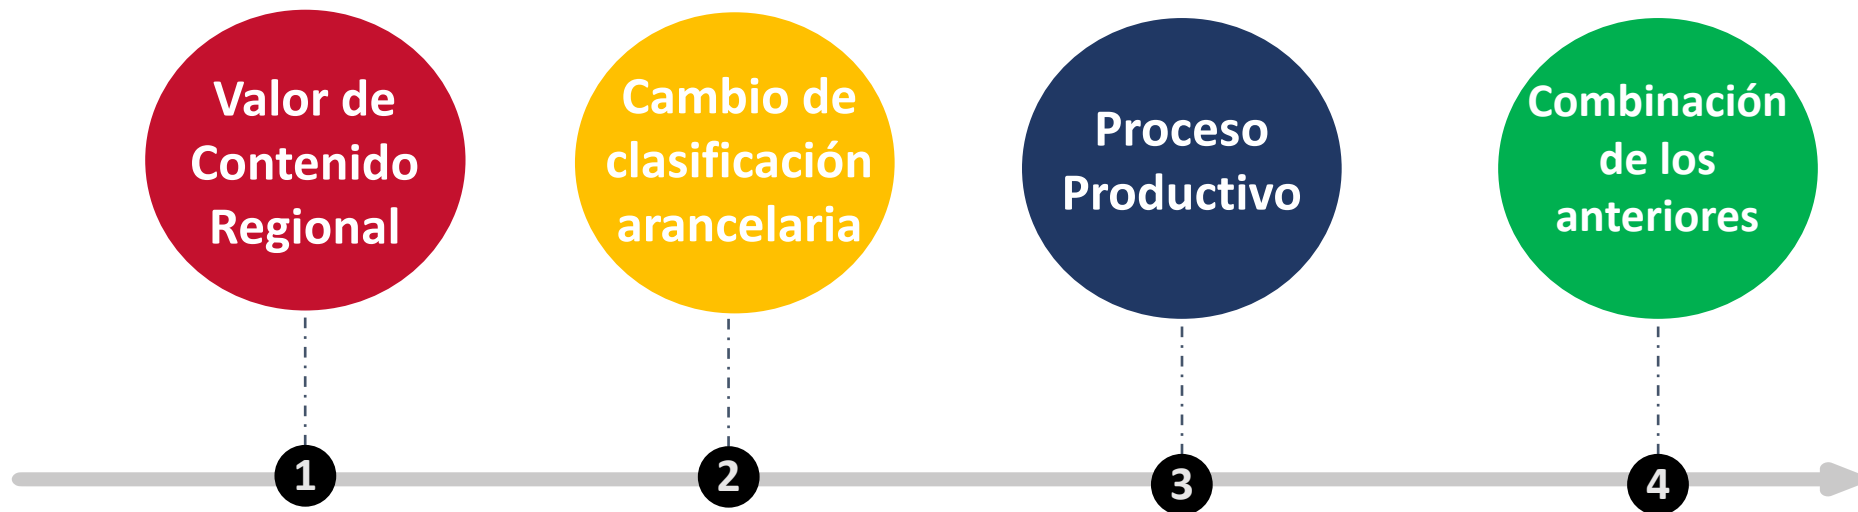 Valor de
Contenido
Regional
Cambio de
clasificación
arancelaria
Proceso
Productivo
Combinación
de los
anteriores
1
2
3
4